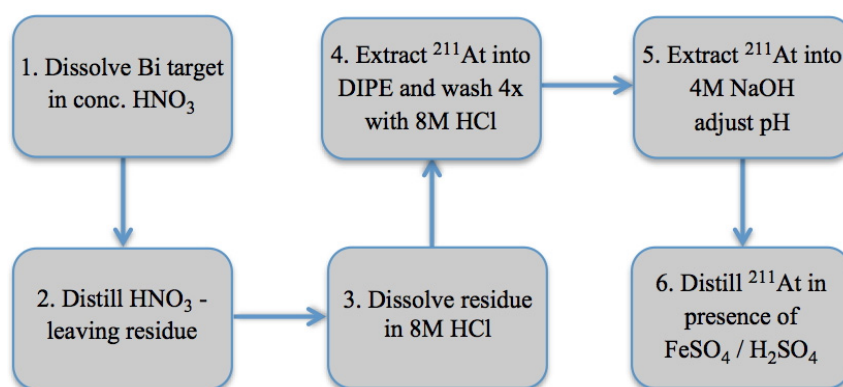 1. Dissolve Bi target
in conc. HNO₃
2. Distill HNO₃ -
leaving residue
3. Dissolve residue
in 8M HCl
4. Extract ²¹¹At into
DIPE and wash 4x
with 8M HCl
5. Extract ²¹¹At into
4M NaOH
adjust pH
6. Distill ²¹¹At in
presence of
FeSO₄ / H₂SO₄